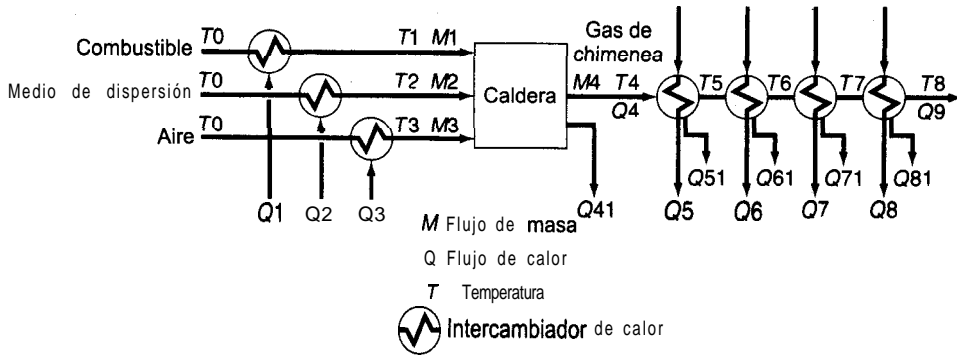 Combustible T0 T1 M1
Medio de dispersión T0 T2 M2
Aire T0 T3 M3
Caldera
Gas de
chimenea
M4 T4 T5 T6 T7 T8
Q4 Q9
Q51 Q61 Q71 Q81
Q1 Q2 Q3 Q41 Q5 Q6 Q7 Q8
M Flujo de masa
Q Flujo de calor
T Temperatura
Intercambiador de calor